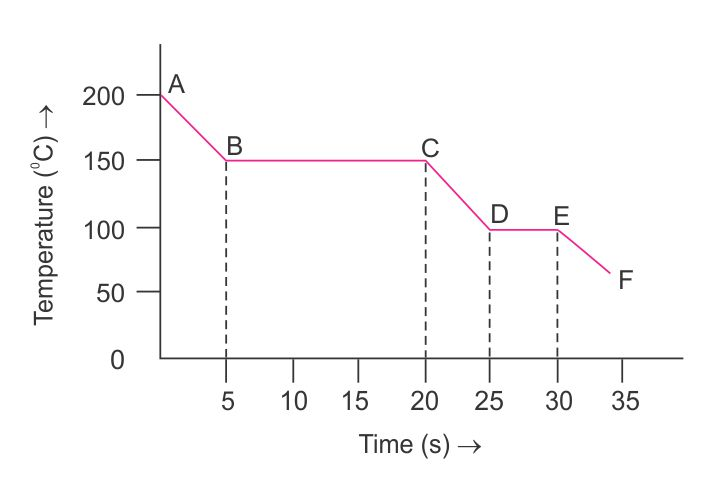 Temperature (⁰C) →
200
150
100
50
0
A
B
C
D
E
F
5 10 15 20 25 30 35
Time (s) →